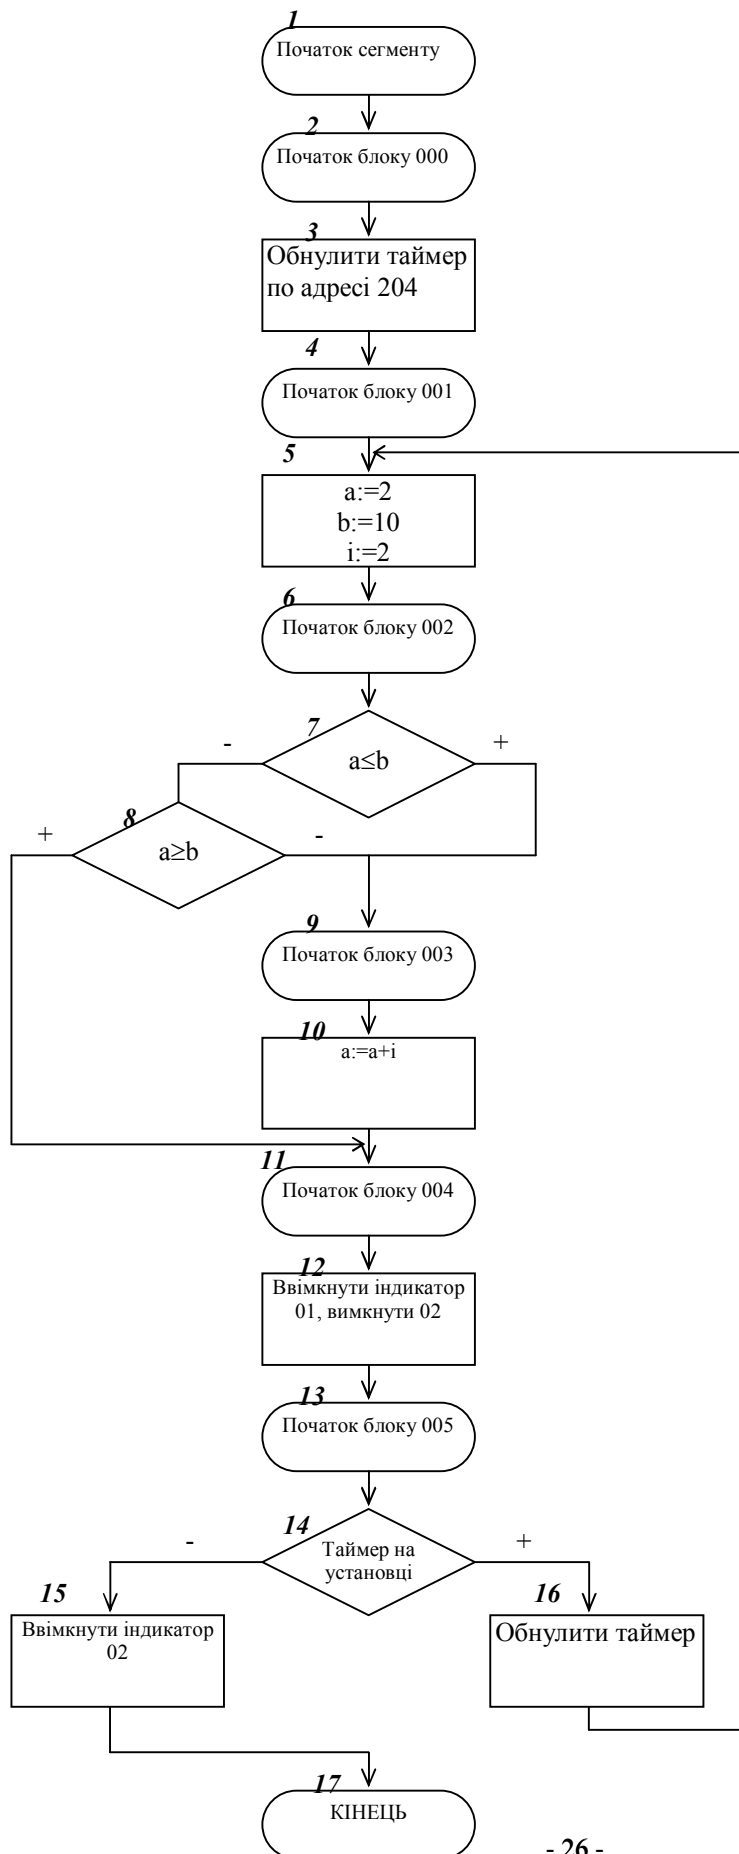 1
Початок сегменту
2
Початок блоку 000
3
Обнулити таймер
по адресі 204
4
Початок блоку 001
5
a:=2
b:=10
i:=2
6
Початок блоку 002
7
-
a≤b
+
8
+
a≥b
-
9
Початок блоку 003
10
a:=a+i
11
Початок блоку 004
12
Ввімкнути індикатор
01, вимкнути 02
13
Початок блоку 005
14
-
Таймер на
установці
+
15
Ввімкнути індикатор
02
16
Обнулити таймер
17
КІНЕЦЬ
- 26 -